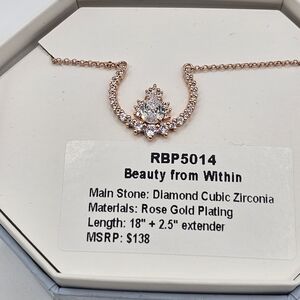 RBP5014
Beauty from Within
Main Stone: Diamond Cubic Zirconia
Materials: Rose Gold Plating
Length: 18" + 2.5" extender
MSRP: $138